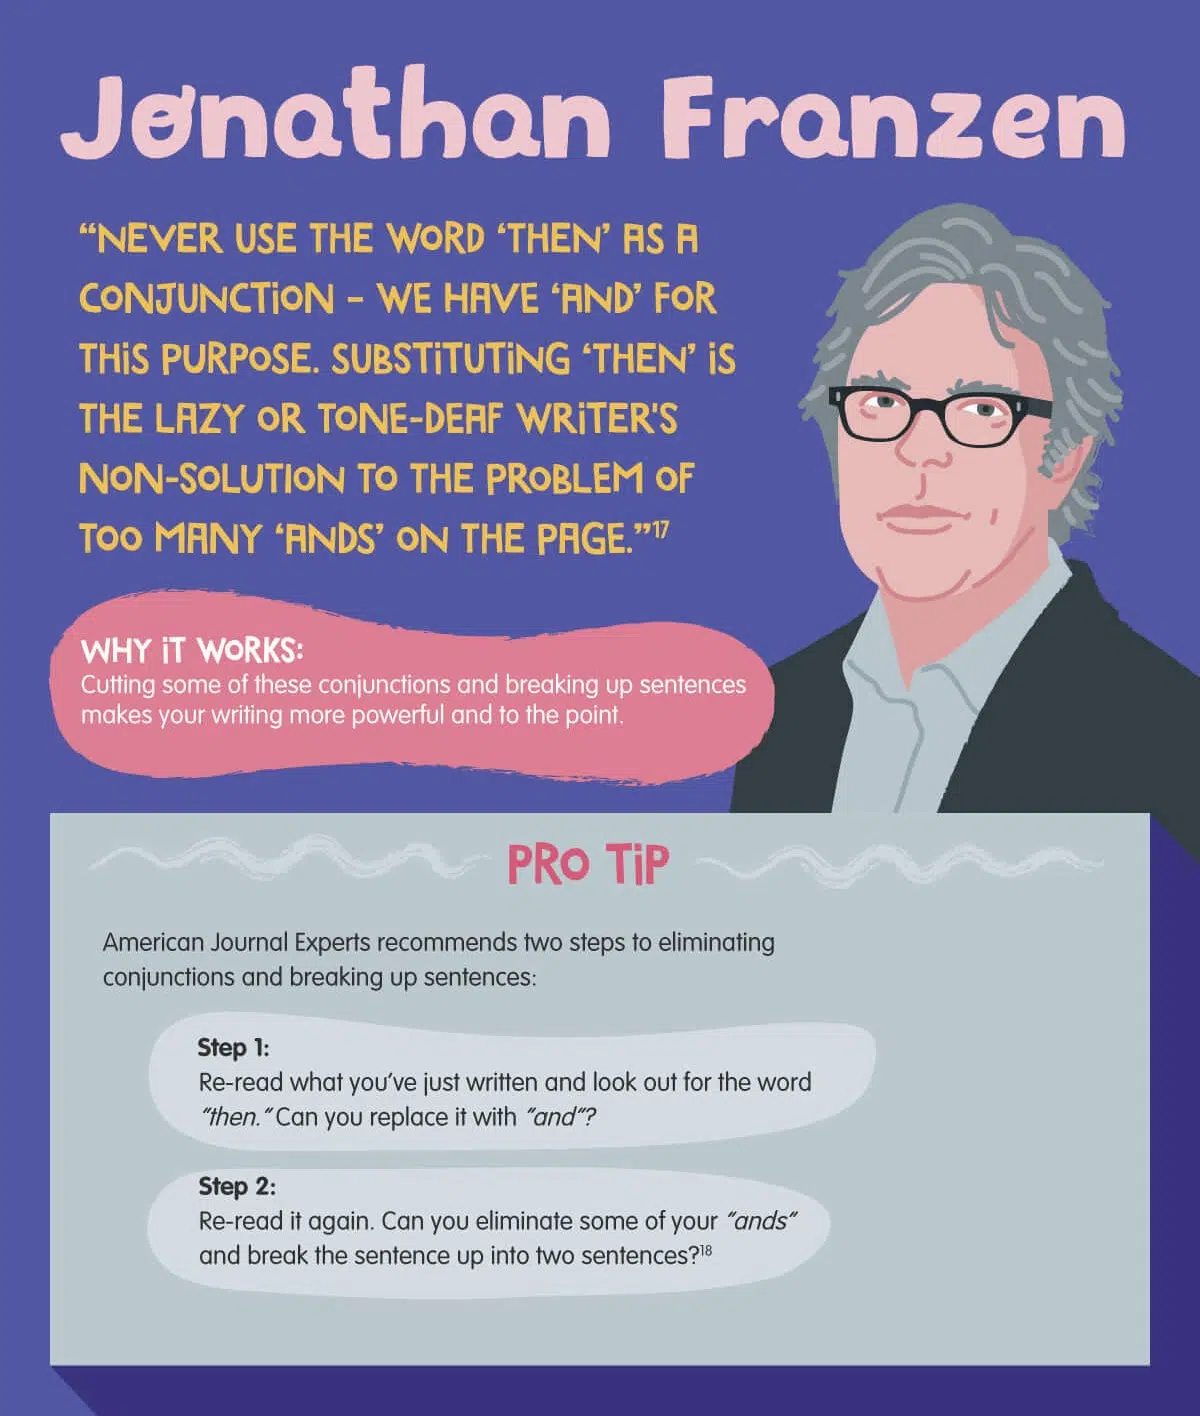 Jonathan Franzen
“NEVER USE THE WORD ‘THEN’ AS A
CONJUNCTION – WE HAVE ‘AND’ FOR
THIS PURPOSE. SUBSTITUTING ‘THEN’ IS
THE LAZY OR TONE-DEAF WRITER'S
NON-SOLUTION TO THE PROBLEM OF
TOO MANY ‘ANDS’ ON THE PAGE.”17
WHY IT WORKS:
Cutting some of these conjunctions and breaking up sentences
makes your writing more powerful and to the point.
PRO TIP
American Journal Experts recommends two steps to eliminating
conjunctions and breaking up sentences:
Step 1:
Re-read what you’ve just written and look out for the word
“then.” Can you replace it with “and”?
Step 2:
Re-read it again. Can you eliminate some of your “ands”
and break the sentence up into two sentences?18